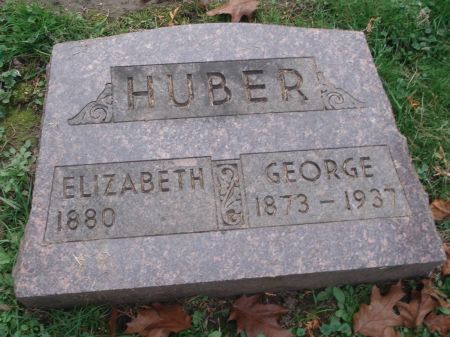 HUBER
ELIZABETH GEORGE
1880 1873 - 1937